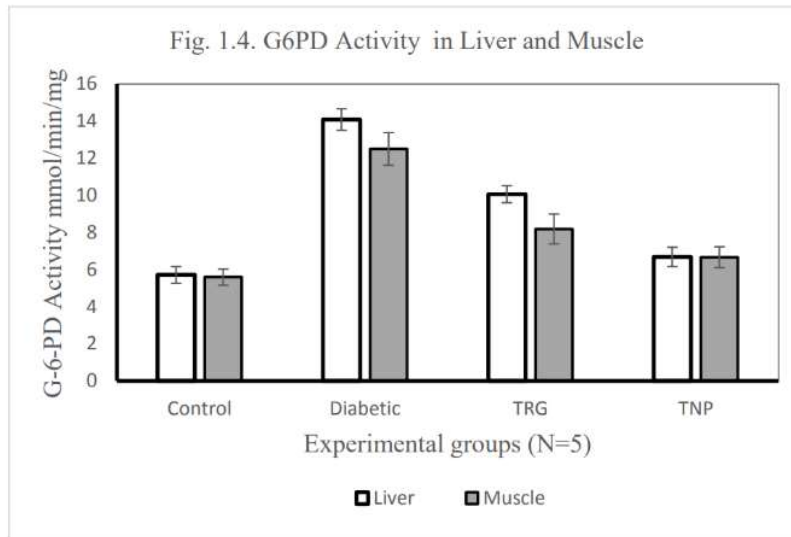 Fig. 1.4. G6PD Activity in Liver and Muscle
G-6-PD Activity mmol/min/mg
16
14
12
10
8
6
4
2
0
Control Diabetic TRG TNP
Experimental groups (N=5)
Liver Muscle